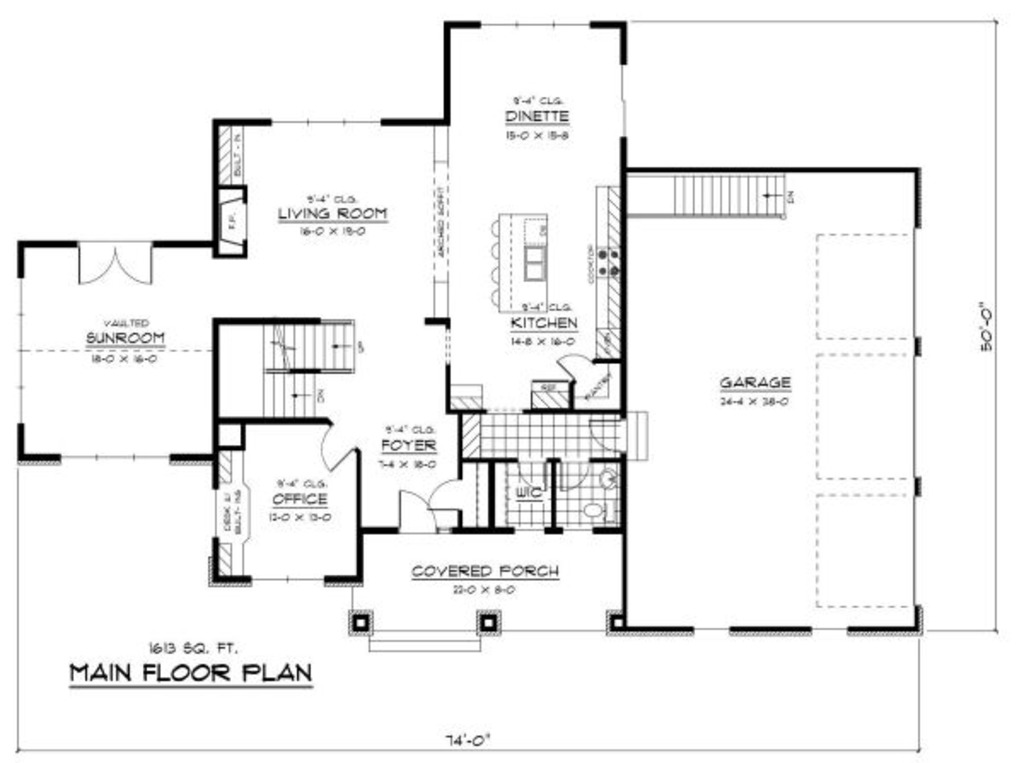 9'-4" CLG.
DINETTE
15-0 X 15-8
BUILT-IN
9'-4" CLG.
LIVING ROOM
16-0 X 19-0
F.P.
ARCHED SOFFIT
DN
DW
COOKTOP
9'-4" CLG.
KITCHEN
14-8 X 16-0
VAULTED
SUNROOM
18-0 X 16-0
UP
DN
REF.
PANTRY
GARAGE
24-4 X 38-0
50'-0"
9'-4" CLG.
FOYER
7-4 X 18-0
9'-4" CLG.
OFFICE
12-0 X 13-0
DESK W/
BUILT-INS
WIC
COVERED PORCH
22-0 X 8-0
1613 SQ. FT.
MAIN FLOOR PLAN
74'-0"